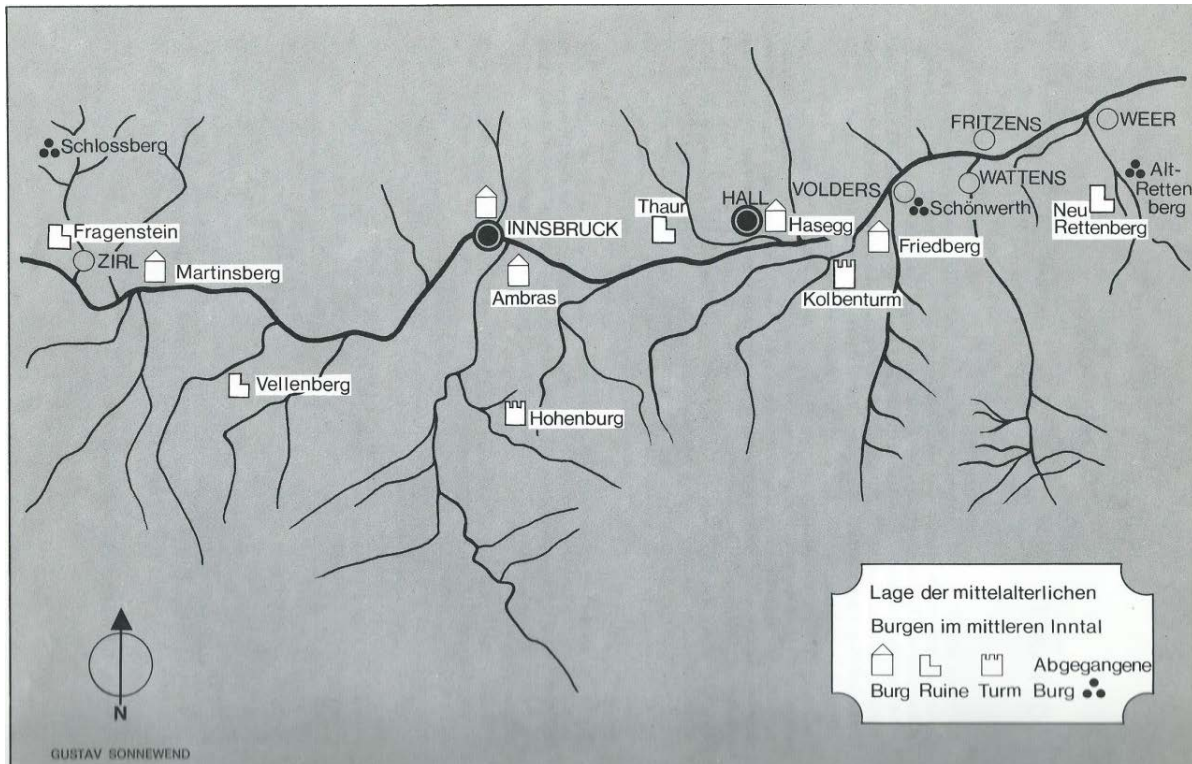 Schlossberg
Fragenstein
ZIRL
Martinsberg
Vellenberg
INNSBRUCK
Ambras
Hohenburg
Thaur
HALL
Hasegg
Kolbenturm
VOLDERS
Friedberg
Schönwerth
FRITZENS
WATTENS
WEER
Alt-
Retten
berg
Neu
Rettenberg
Lage der mittelalterlichen
Burgen im mittleren Inntal
Burg Ruine Turm Abgegangene
Burg
N
GUSTAV SONNEWEND